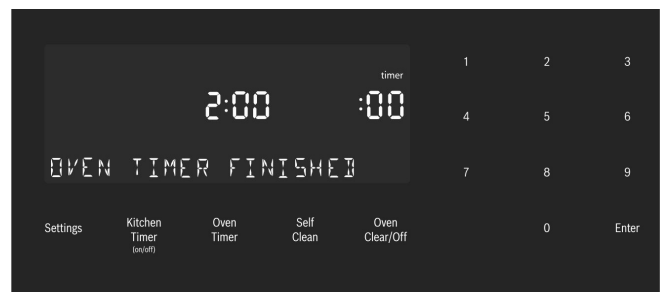 timer
2:00 :00
OVEN TIMER FINISHED
1 2 3
4 5 6
7 8 9
0 Enter
Settings
Kitchen
Timer
(on/off)
Oven
Timer
Self
Clean
Oven
Clear/Off